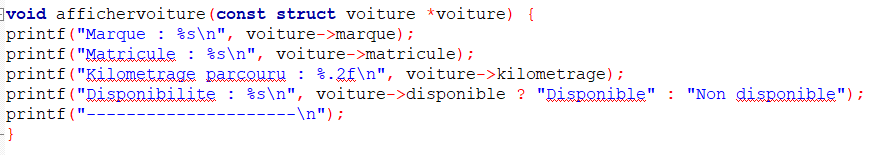 void affichervoiture(const struct voiture *voiture) {
printf("Marque : %s\n", voiture->marque);
printf("Matricule : %s\n", voiture->matricule);
printf("Kilometrage parcouru : %.2f\n", voiture->kilometrage);
printf("Disponibilite : %s\n", voiture->disponible ? "Disponible" : "Non disponible");
printf("---------------------\n");
}